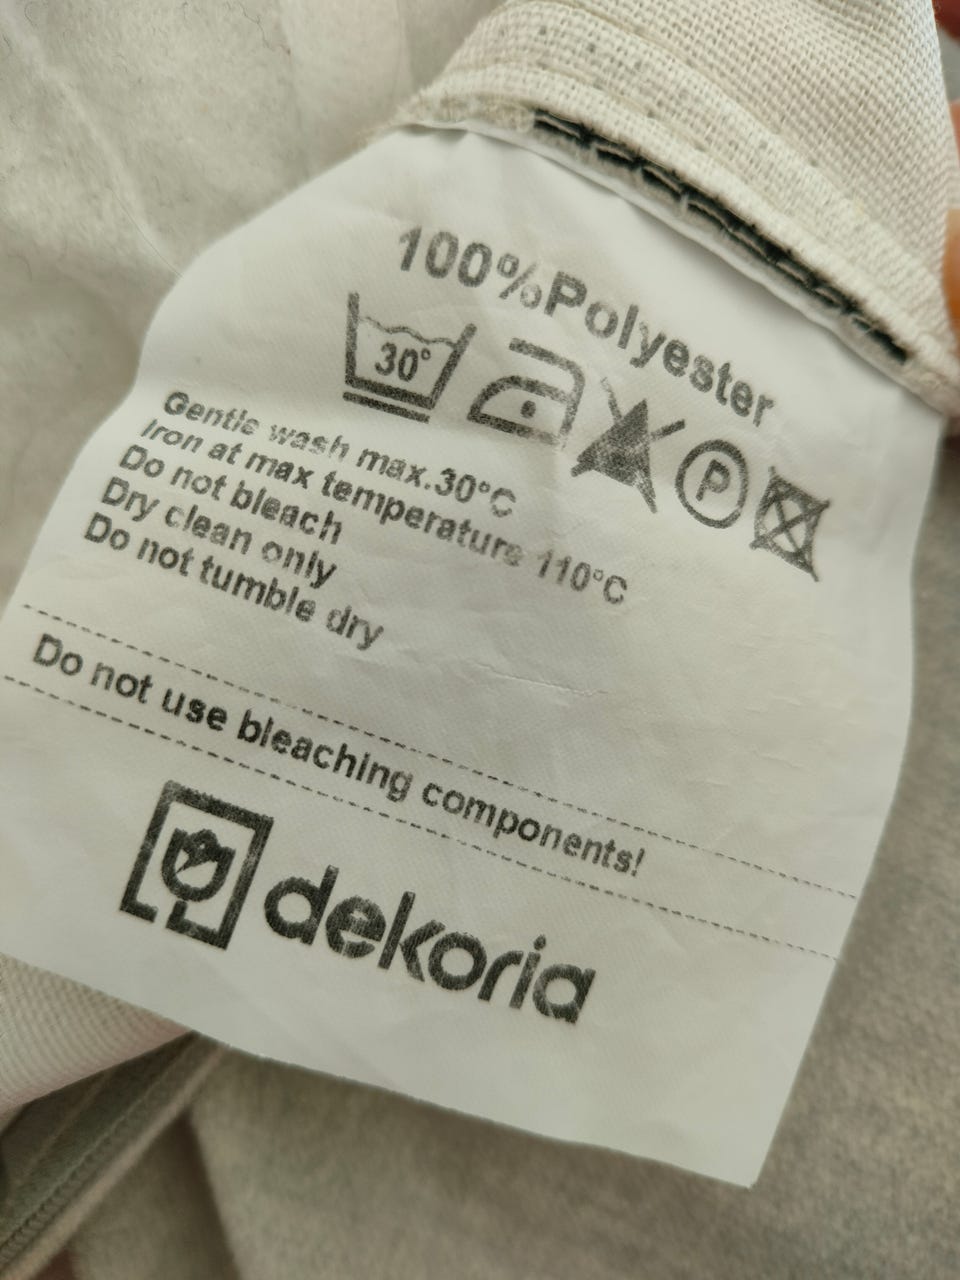 100%Polyester
30°
P
Gentle wash max.30°C
Iron at max temperature 110°C
Do not bleach
Dry clean only
Do not tumble dry
Do not use bleaching components!
dekoria